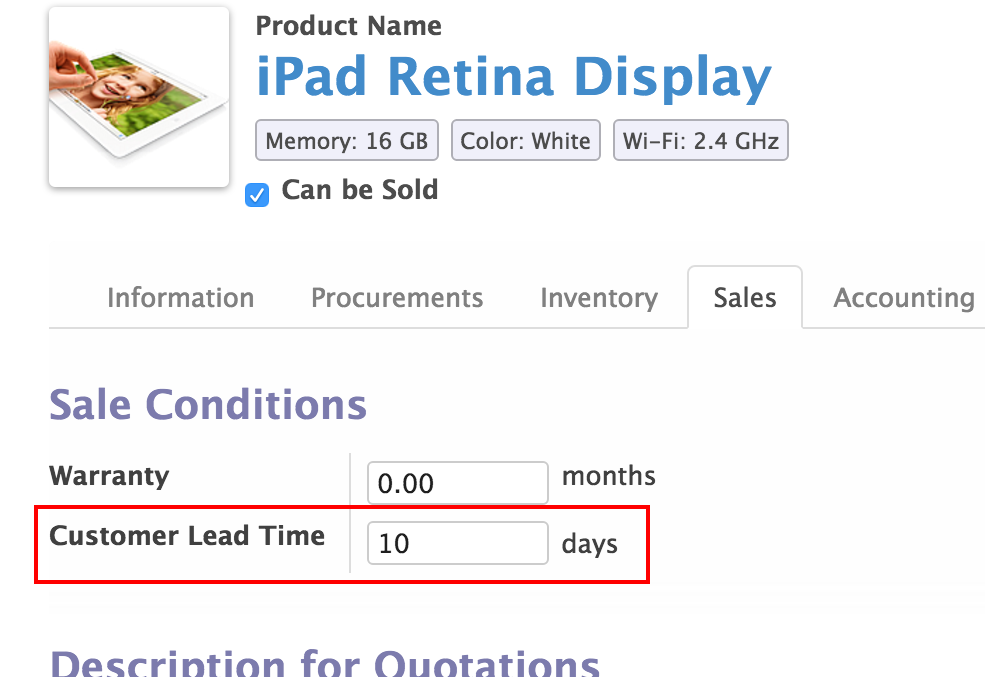 Product Name
iPad Retina Display
Memory: 16 GB Color: White Wi-Fi: 2.4 GHz
Can be Sold
Information Procurements Inventory Sales Accounting
Sale Conditions
Warranty 0.00 months
Customer Lead Time 10 days
Description for Quotations